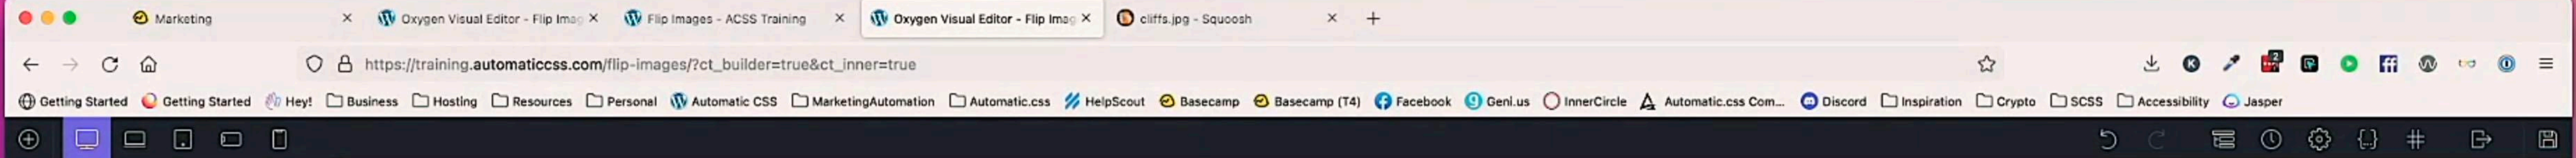 Marketing Oxygen Visual Editor - Flip Imag Flip Images - ACSS Training Oxygen Visual Editor - Flip Imag cliffs.jpg - Squoosh
https://training.automaticcss.com/flip-images/?ct_builder=true&ct_inner=true 2
Getting Started Getting Started Hey! Business Hosting Resources Personal Automatic CSS MarketingAutomation Automatic.css HelpScout Basecamp Basecamp (T4) Facebook Geni.us InnerCircle Automatic.css Com... Discord Inspiration Crypto SCSS Accessibility Jasper